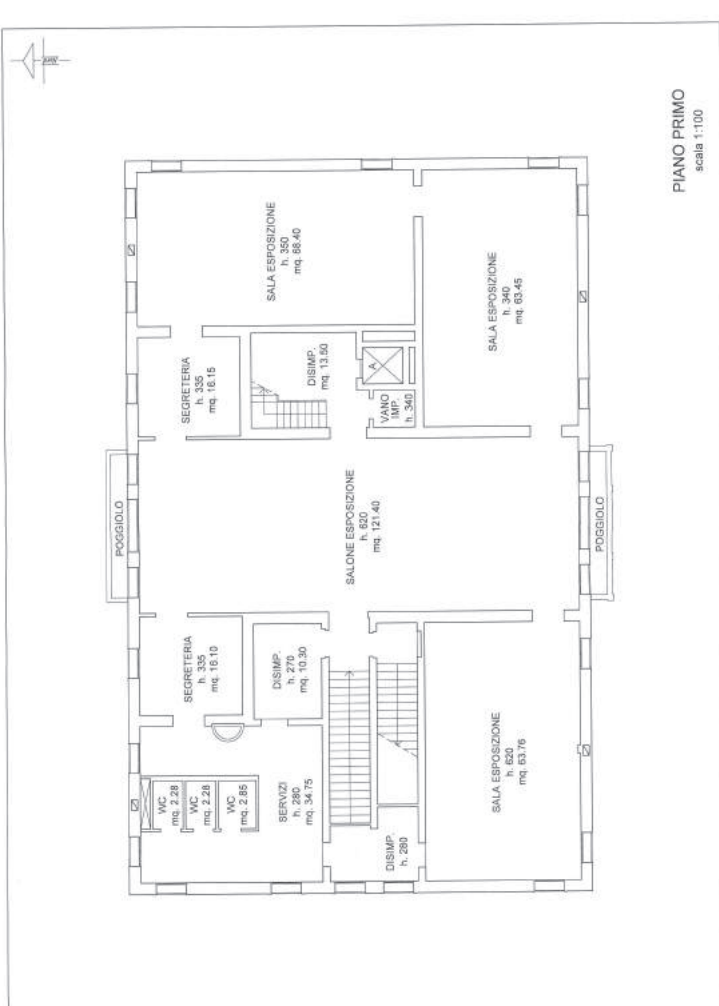 Nord
PIANO PRIMO
scala 1:100
POGGIOLO
SALA ESPOSIZIONE
h. 350
mq. 68.40
SEGRETERIA
h. 335
mq. 16.15
DISIMP.
mq. 13.50
A
VANO
IMP.
h. 340
SALA ESPOSIZIONE
h. 340
mq. 63.45
SALONE ESPOSIZIONE
h. 620
mq. 121.40
POGGIOLO
SEGRETERIA
h. 335
mq. 16.10
DISIMP.
h. 270
mq. 10.30
WC
mq. 2.28
WC
mq. 2.28
WC
mq. 2.85
SERVIZI
h. 280
mq. 34.75
DISIMP.
h. 280
SALA ESPOSIZIONE
h. 620
mq. 63.76